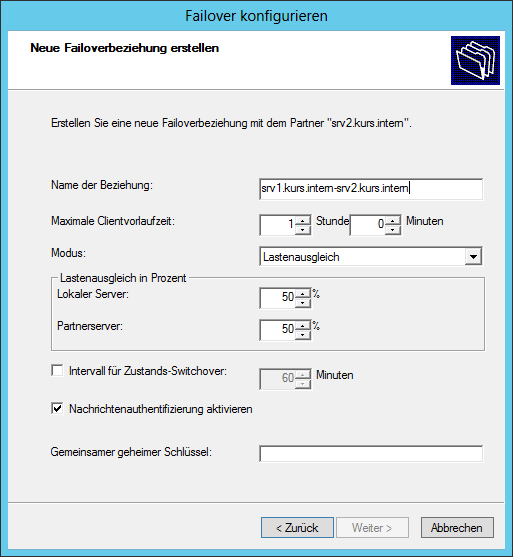 Failover konfigurieren
Neue Failoverbeziehung erstellen
Erstellen Sie eine neue Failoverbeziehung mit dem Partner "srv2.kurs.intern".
Name der Beziehung: srv1.kurs.intern-srv2.kurs.intern
Maximale Clientvorlaufzeit: 1 Stunde 0 Minuten
Modus: Lastenausgleich
Lastenausgleich in Prozent
Lokaler Server: 50 %
Partnerserver: 50 %
Intervall für Zustands-Switchover: 60 Minuten
Nachrichtenauthentifizierung aktivieren
Gemeinsamer geheimer Schlüssel:
< Zurück Weiter > Abbrechen